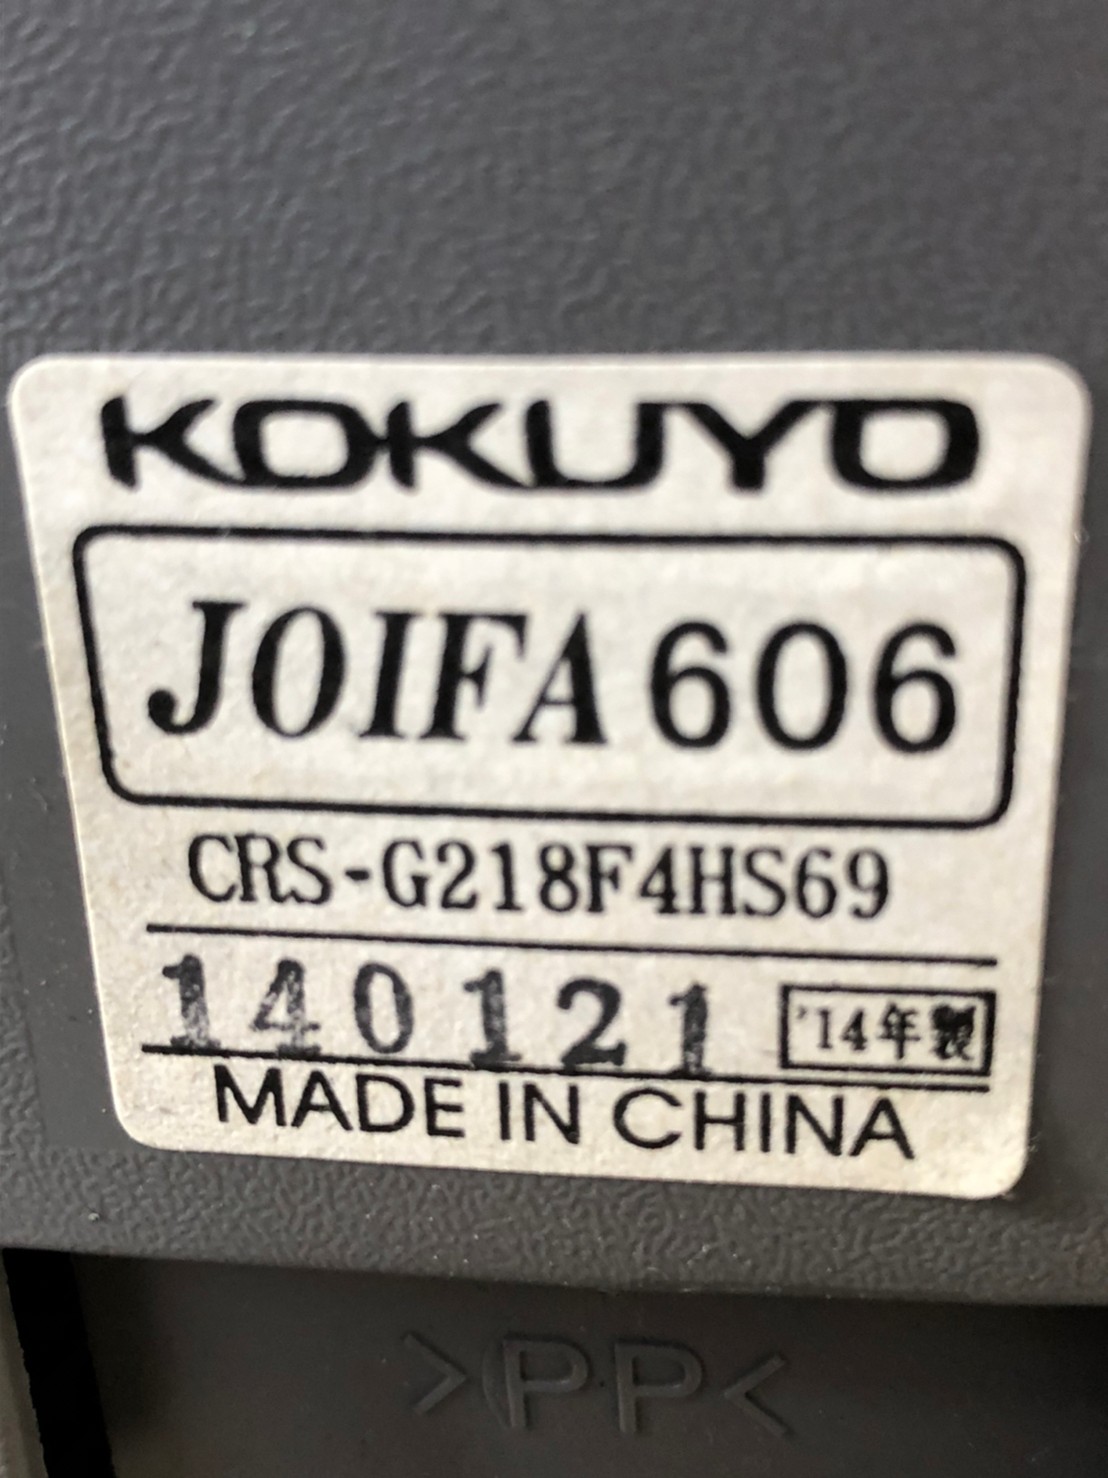 KOKUYO
JOIFA 606
CRS-G218F4HS69
140121 '14年製
MADE IN CHINA
>PP<